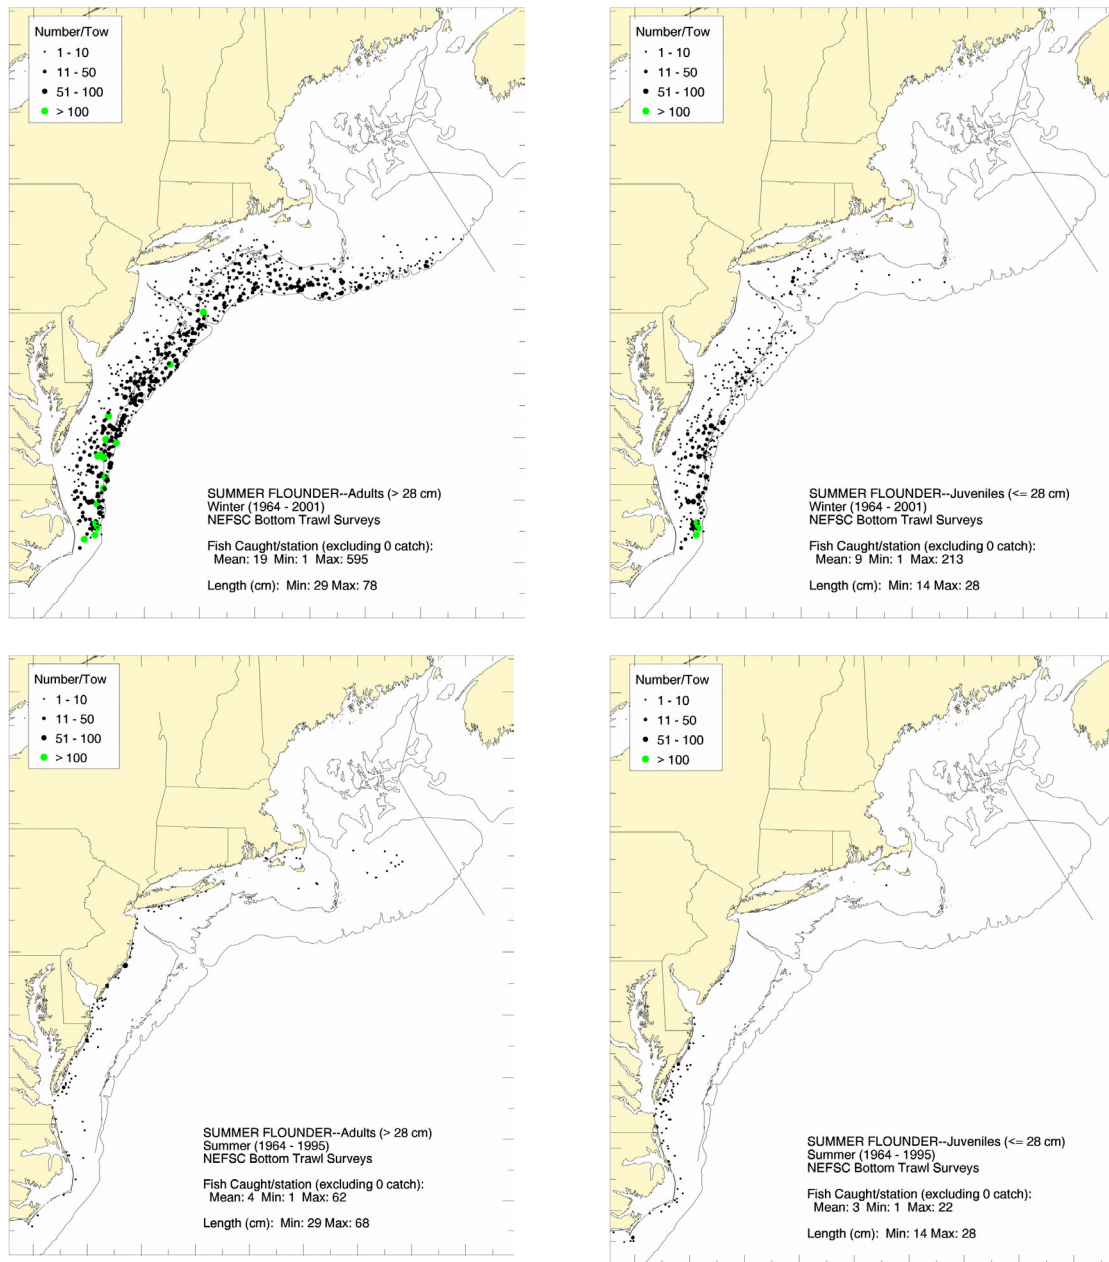 Number/Tow
1 - 10
11 - 50
51 - 100
> 100
SUMMER FLOUNDER--Adults (> 28 cm)
Winter (1964 - 2001)
NEFSC Bottom Trawl Surveys
Fish Caught/station (excluding 0 catch):
Mean: 19 Min: 1 Max: 595
Length (cm): Min: 29 Max: 78
Number/Tow
1 - 10
11 - 50
51 - 100
> 100
SUMMER FLOUNDER--Juveniles (<= 28 cm)
Winter (1964 - 2001)
NEFSC Bottom Trawl Surveys
Fish Caught/station (excluding 0 catch):
Mean: 9 Min: 1 Max: 213
Length (cm): Min: 14 Max: 28
Number/Tow
1 - 10
11 - 50
51 - 100
> 100
SUMMER FLOUNDER--Adults (> 28 cm)
Summer (1964 - 1995)
NEFSC Bottom Trawl Surveys
Fish Caught/station (excluding 0 catch):
Mean: 4 Min: 1 Max: 62
Length (cm): Min: 29 Max: 68
Number/Tow
1 - 10
11 - 50
51 - 100
> 100
SUMMER FLOUNDER--Juveniles (<= 28 cm)
Summer (1964 - 1995)
NEFSC Bottom Trawl Surveys
Fish Caught/station (excluding 0 catch):
Mean: 3 Min: 1 Max: 22
Length (cm): Min: 14 Max: 28